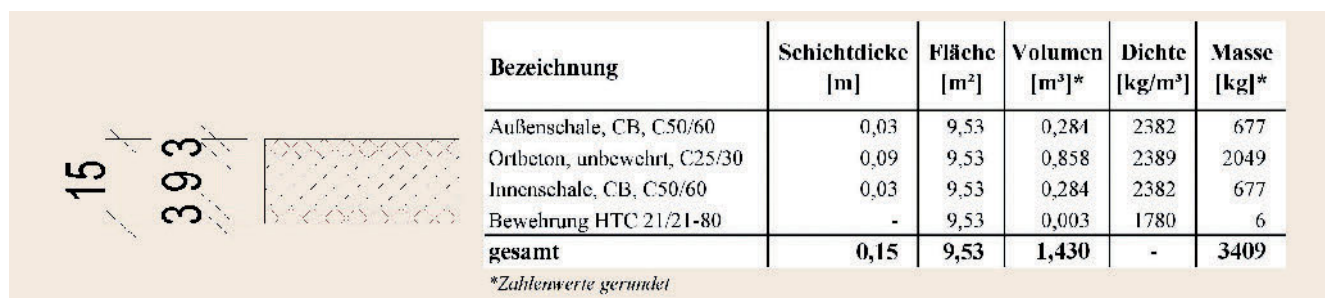 15
3 9 3
Bezeichnung Schichtdicke [m] Fläche [m²] Volumen [m³]* Dichte [kg/m³] Masse [kg]*
Außenschale, CB, C50/60 0,03 9,53 0,284 2382 677
Ortbeton, unbewehrt, C25/30 0,09 9,53 0,858 2389 2049
Innenschale, CB, C50/60 0,03 9,53 0,284 2382 677
Bewehrung HTC 21/21-80 - 9,53 0,003 1780 6
gesamt 0,15 9,53 1,430 - 3409
*Zahlenwerte gerundet